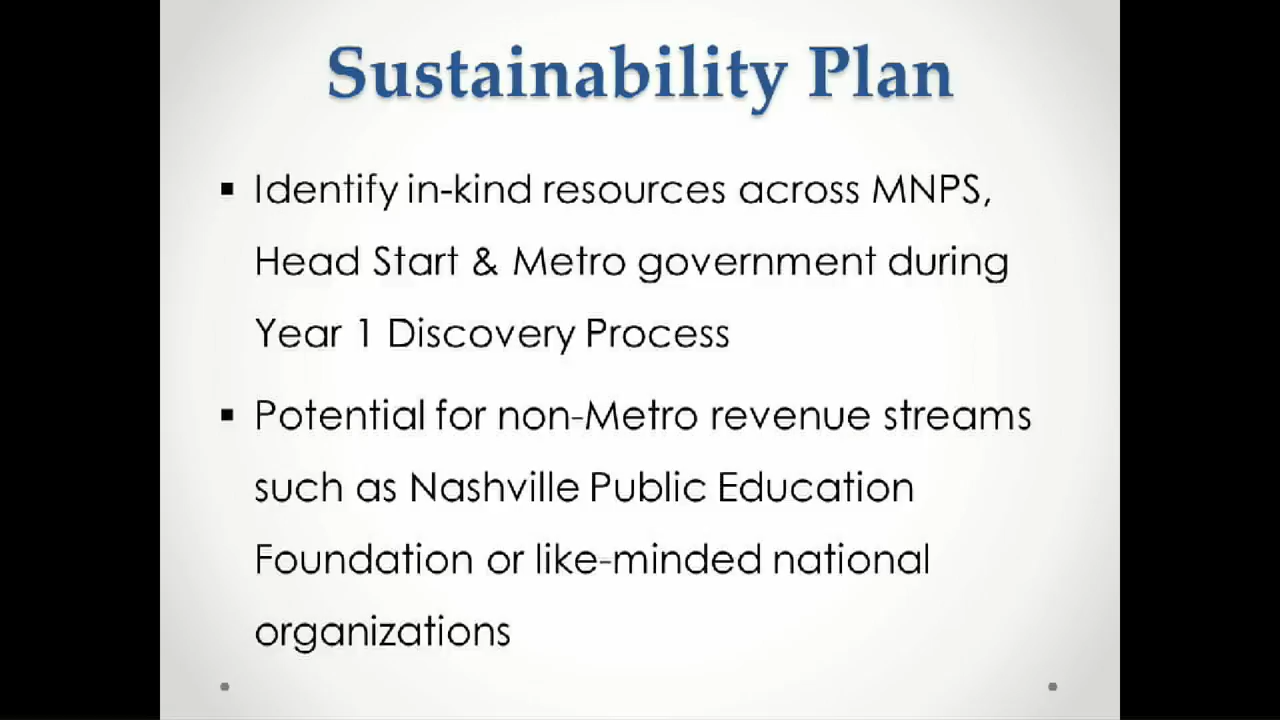 Sustainability Plan
▪ Identify in-kind resources across MNPS,
Head Start & Metro government during
Year 1 Discovery Process
▪ Potential for non-Metro revenue streams
such as Nashville Public Education
Foundation or like-minded national
organizations